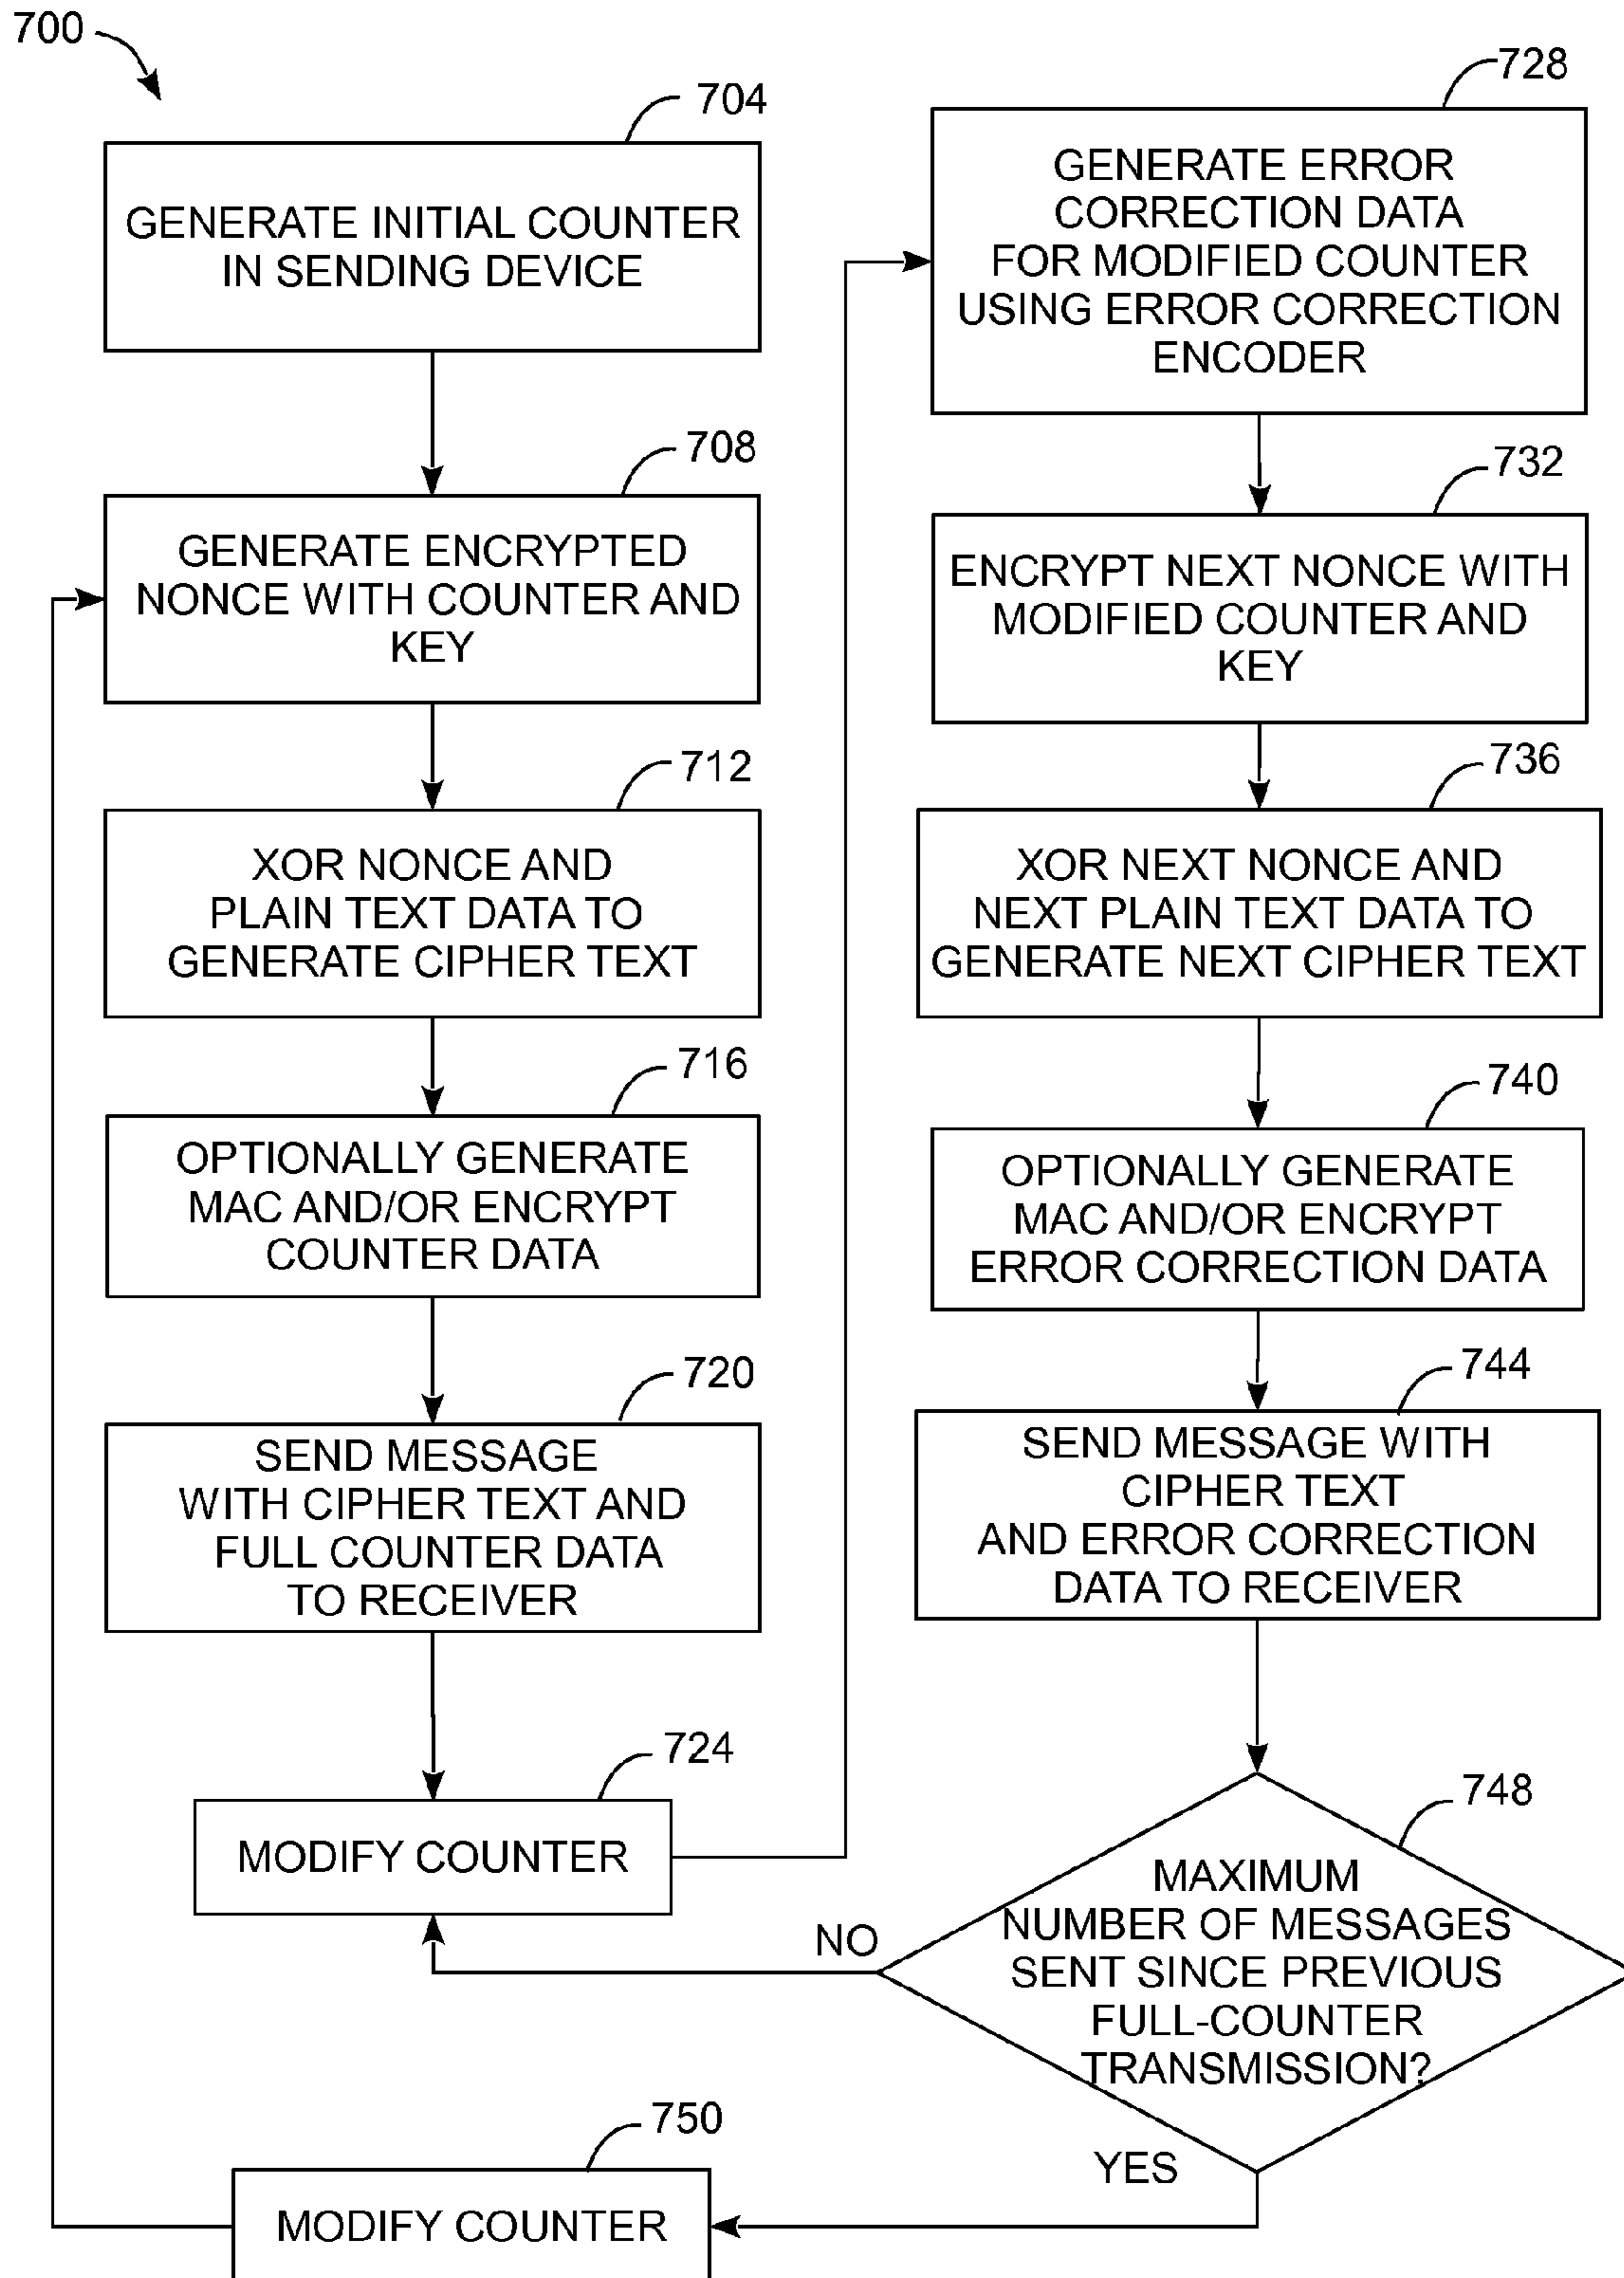 700
704
GENERATE INITIAL COUNTER
IN SENDING DEVICE
708
GENERATE ENCRYPTED
NONCE WITH COUNTER AND
KEY
712
XOR NONCE AND
PLAIN TEXT DATA TO
GENERATE CIPHER TEXT
716
OPTIONALLY GENERATE
MAC AND/OR ENCRYPT
COUNTER DATA
720
SEND MESSAGE
WITH CIPHER TEXT AND
FULL COUNTER DATA
TO RECEIVER
724
MODIFY COUNTER
728
GENERATE ERROR
CORRECTION DATA
FOR MODIFIED COUNTER
USING ERROR CORRECTION
ENCODER
732
ENCRYPT NEXT NONCE WITH
MODIFIED COUNTER AND
KEY
736
XOR NEXT NONCE AND
NEXT PLAIN TEXT DATA TO
GENERATE NEXT CIPHER TEXT
740
OPTIONALLY GENERATE
MAC AND/OR ENCRYPT
ERROR CORRECTION DATA
744
SEND MESSAGE WITH
CIPHER TEXT
AND ERROR CORRECTION
DATA TO RECEIVER
748
MAXIMUM
NUMBER OF MESSAGES
SENT SINCE PREVIOUS
FULL-COUNTER
TRANSMISSION?
NO
YES
750
MODIFY COUNTER